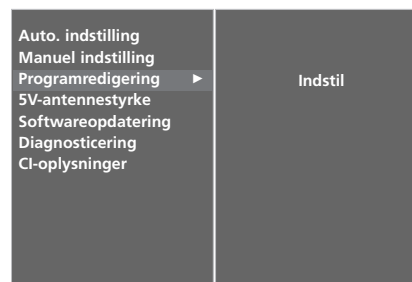 Auto. indstilling
Manuel indstilling
Programredigering ►
Indstil
5V-antennestyrke
Softwareopdatering
Diagnosticering
CI-oplysninger